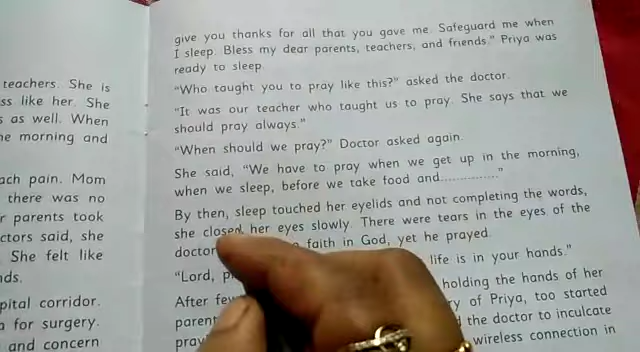 teachers. She is
ss like her. She
s as well. When
he morning and
ach pain. Mom
there was no
r parents took
ctors said, she
She felt like
nds.
pital corridor.
a for surgery.
and concern
give you thanks for all that you gave me. Safeguard me when
I sleep. Bless my dear parents, teachers, and friends." Priya was
ready to sleep.
"Who taught you to pray like this?" asked the doctor.
"It was our teacher who taught us to pray. She says that we
should pray always."
"When should we pray?" Doctor asked again.
She said, "We have to pray when we get up in the morning,
when we sleep, before we take food and..............."
By then, sleep touched her eyelids and not completing the words,
she closed her eyes slowly. There were tears in the eyes of the
doctor faith in God, yet he prayed.
"Lord, life is in your hands."
After few holding the hands of her
parent ry of Priya, too started
pray the doctor to inculcate
wireless connection in